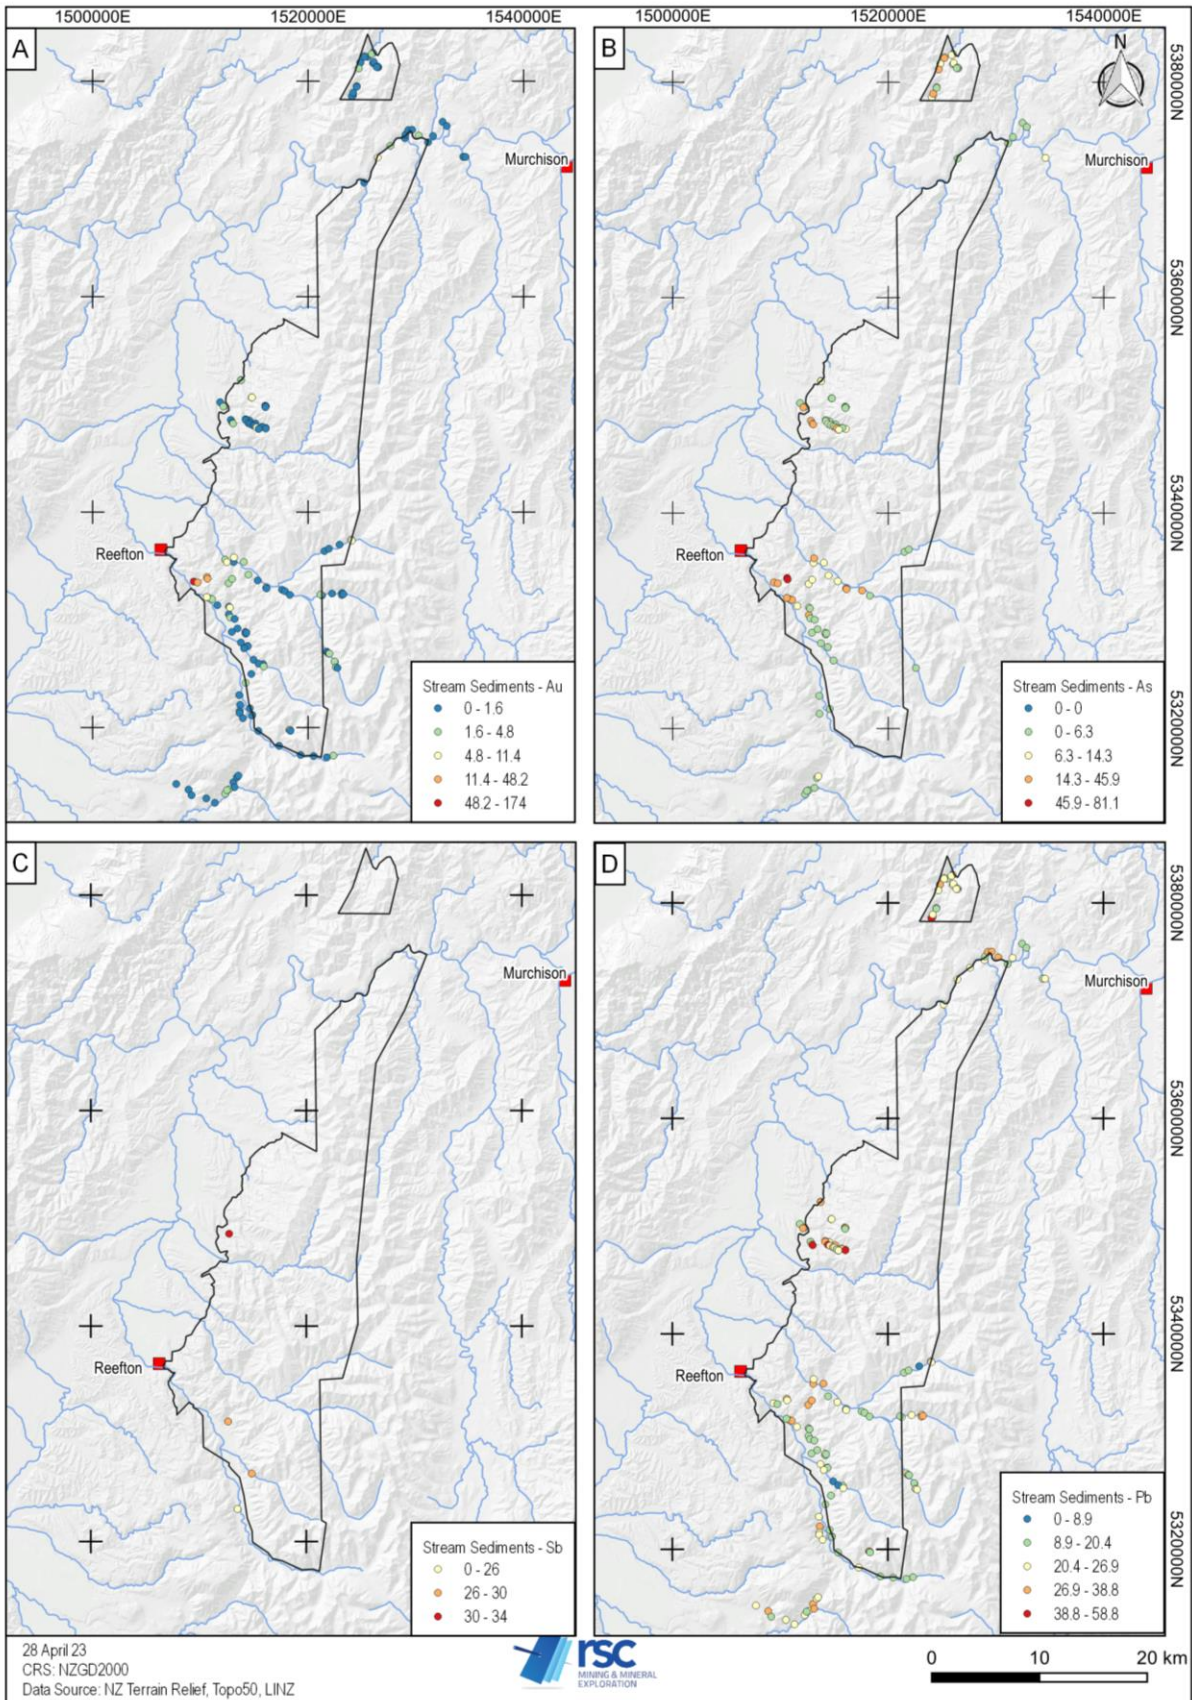 1500000E 1520000E 1540000E 1500000E 1520000E 1540000E
A
B
N
5380000N
Murchison
Murchison
5360000N
5340000N
Reefton
Reefton
5320000N
Stream Sediments - Au
0 - 1.6
1.6 - 4.8
4.8 - 11.4
11.4 - 48.2
48.2 - 174
Stream Sediments - As
0 - 0
0 - 6.3
6.3 - 14.3
14.3 - 45.9
45.9 - 81.1
C
D
5380000N
Murchison
Murchison
5360000N
5340000N
Reefton
Reefton
5320000N
Stream Sediments - Sb
0 - 26
26 - 30
30 - 34
Stream Sediments - Pb
0 - 8.9
8.9 - 20.4
20.4 - 26.9
26.9 - 38.8
38.8 - 58.8
28 April 23
CRS: NZGD2000
Data Source: NZ Terrain Relief, Topo50, LINZ
rsc
MINING & MINERAL
EXPLORATION
0 10 20 km